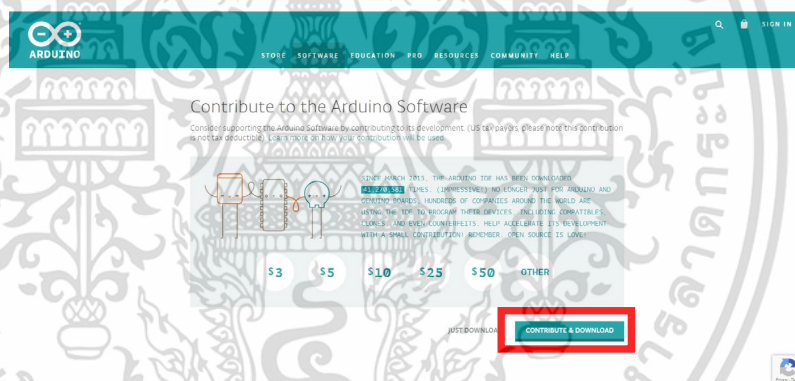 SIGN IN
ARDUINO
STORE SOFTWARE EDUCATION PRO RESOURCES COMMUNITY HELP
Contribute to the Arduino Software
Consider supporting the Arduino Software by contributing to its development. (US tax payers, please note this contribution
is not tax deductible). Learn more on how your contribution will be used.
SINCE MARCH 2015, THE ARDUINO IDE HAS BEEN DOWNLOADED
41,270,581 TIMES. (IMPRESSIVE!) NO LONGER JUST FOR ARDUINO AND
GENUINO BOARDS, HUNDREDS OF COMPANIES AROUND THE WORLD ARE
USING THE IDE TO PROGRAM THEIR DEVICES, INCLUDING COMPATIBLES,
CLONES, AND EVEN COUNTERFEITS. HELP ACCELERATE ITS DEVELOPMENT
WITH A SMALL CONTRIBUTION! REMEMBER: OPEN SOURCE IS LOVE!
$3 $5 $10 $25 $50 OTHER
JUST DOWNLOA CONTRIBUTE & DOWNLOAD